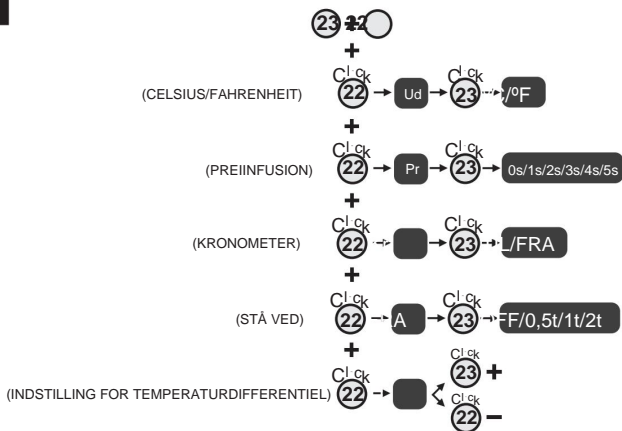 23 + 22
+
Click Click
(CELSIUS/FAHRENHEIT) 22 Ud 23 /ºF
+
Click Click
(PREIINFUSION) 22 Pr 23 0s/1s/2s/3s/4s/5s
+
Click Click
(KRONOMETER) 22 23 L/FRA
+
Click Click
(STÅ VED) 22 A 23 FF/0,5t/1t/2t
+
Click
23 +
(INDSTILLING FOR TEMPERATURDIFFERENTIEL) Click 22
Click
22 −